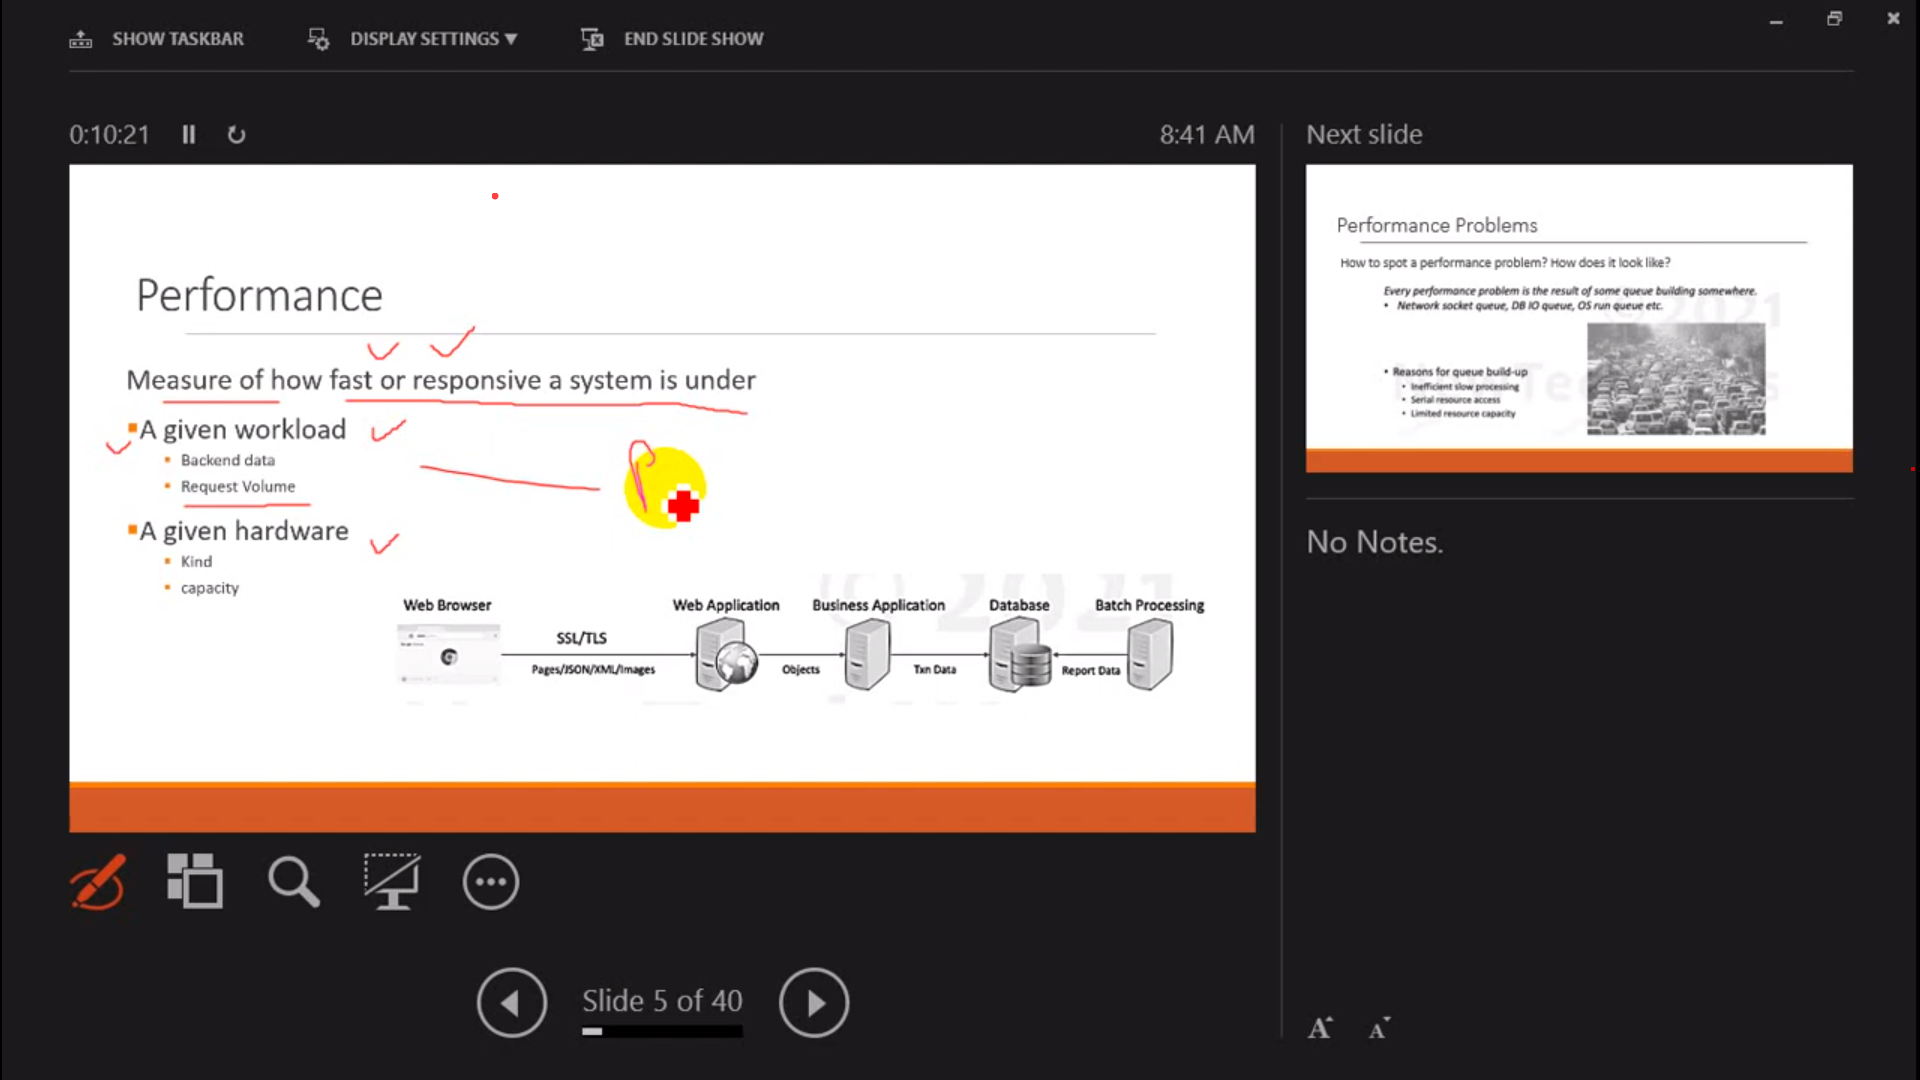 SHOW TASKBAR DISPLAY SETTINGS ▼ END SLIDE SHOW
0:10:21 8:41 AM
Performance
Measure of how fast or responsive a system is under
▪A given workload
▪ Backend data
▪ Request Volume
▪A given hardware
▪ Kind
▪ capacity
© 2021
Web Browser Web Application Business Application Database Batch Processing
SSL/TLS
Pages/JSON/XML/Images Objects Txn Data Report Data
Slide 5 of 40
Next slide
Performance Problems
How to spot a performance problem? How does it look like?
Every performance problem is the result of some queue building somewhere.
• Network socket queue, DB IO queue, OS run queue etc.
© 2021
• Reasons for queue build-up
• Inefficient slow processing
• Serial resource access
• Limited resource capacity
No Notes.
A A